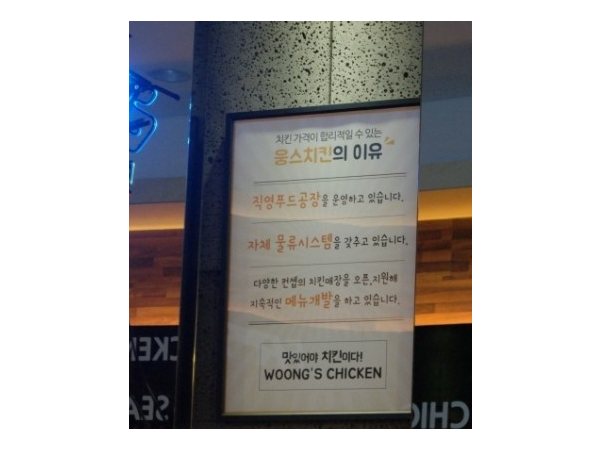 치킨 가격이 합리적일 수 있는
웅스치킨의 이유
직영푸드공장을 운영하고 있습니다.
자체 물류시스템을 갖추고 있습니다.
다양한 컨셉의 치킨매장을 오픈,지원해
지속적인 메뉴개발을 하고 있습니다.
맛있어야 치킨이다!
WOONG'S CHICKEN